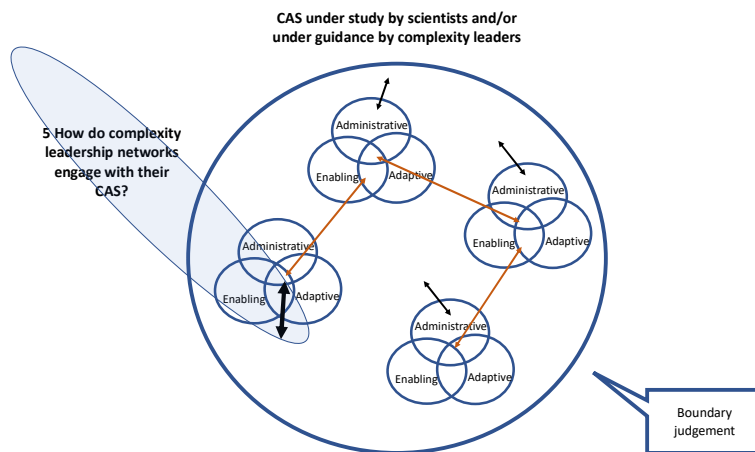 CAS under study by scientists and/or
under guidance by complexity leaders
5 How do complexity
leadership networks
engage with their
CAS?
Administrative
Enabling
Adaptive
Administrative
Enabling
Adaptive
Administrative
Enabling
Adaptive
Administrative
Enabling
Adaptive
Boundary
judgement